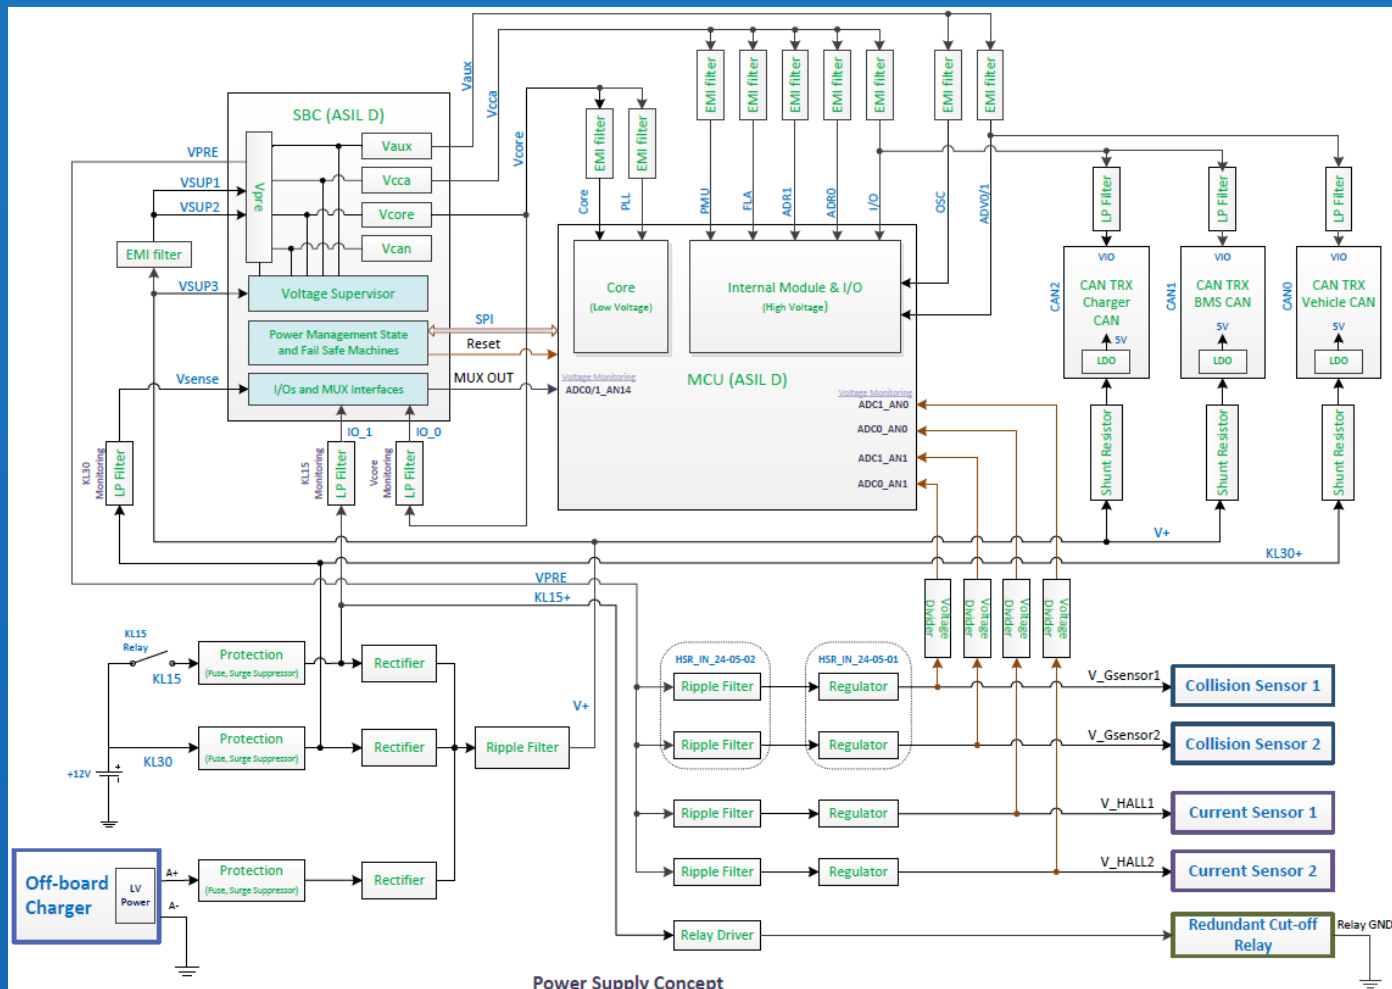 SBC (ASIL D)
Vaux
Vcca
Vcore
EMI filter
EMI filter
EMI filter
EMI filter
EMI filter
EMI filter
EMI filter
EMI filter
EMI filter
VPRE
VSUP1
VSUP2
VSUP3
EMI filter
Vpre
Vaux
Vcca
Vcore
Vcan
Voltage Supervisor
Power Management State
and Fail Safe Machines
I/Os and MUX Interfaces
Vsense
SPI
Reset
MUX OUT
Core
PLL
PMU
FLA
ADR1
ADR0
I/O
OSC
ADV0/1
Core
(Low Voltage)
Internal Module & I/O
(High Voltage)
MCU (ASIL D)
Voltage Monitoring
ADC0/1_AN14
Voltage Monitoring
ADC1_AN0
ADC0_AN0
ADC1_AN1
ADC0_AN1
LP Filter
LP Filter
LP Filter
CAN2
VIO
CAN TRX
Charger
CAN
5V
LDO
CAN1
VIO
CAN TRX
BMS CAN
5V
LDO
CAN0
VIO
CAN TRX
Vehicle CAN
5V
LDO
Shunt Resistor
Shunt Resistor
Shunt Resistor
IO_1
IO_0
KL30
Monitoring
LP Filter
KL15
Monitoring
LP Filter
Vcore
Monitoring
LP Filter
V+
KL30+
VPRE
KL15+
Voltage
Divider
Voltage
Divider
Voltage
Divider
Voltage
Divider
KL15
Relay
KL15
Protection
(Fuse, Surge Suppressor)
Rectifier
KL30
Protection
(Fuse, Surge Suppressor)
Rectifier
+12V
+
V+
Ripple Filter
HSR_IN_24-05-02
HSR_IN_24-05-01
Ripple Filter
Regulator
V_Gsensor1
Collision Sensor 1
Ripple Filter
Regulator
V_Gsensor2
Collision Sensor 2
Ripple Filter
Regulator
V_HALL1
Current Sensor 1
Ripple Filter
Regulator
V_HALL2
Current Sensor 2
Off-board
Charger
LV
Power
A+
A-
Protection
(Fuse, Surge Suppressor)
Rectifier
Relay Driver
Redundant Cut-off
Relay
Relay GND
Power Supply Concept